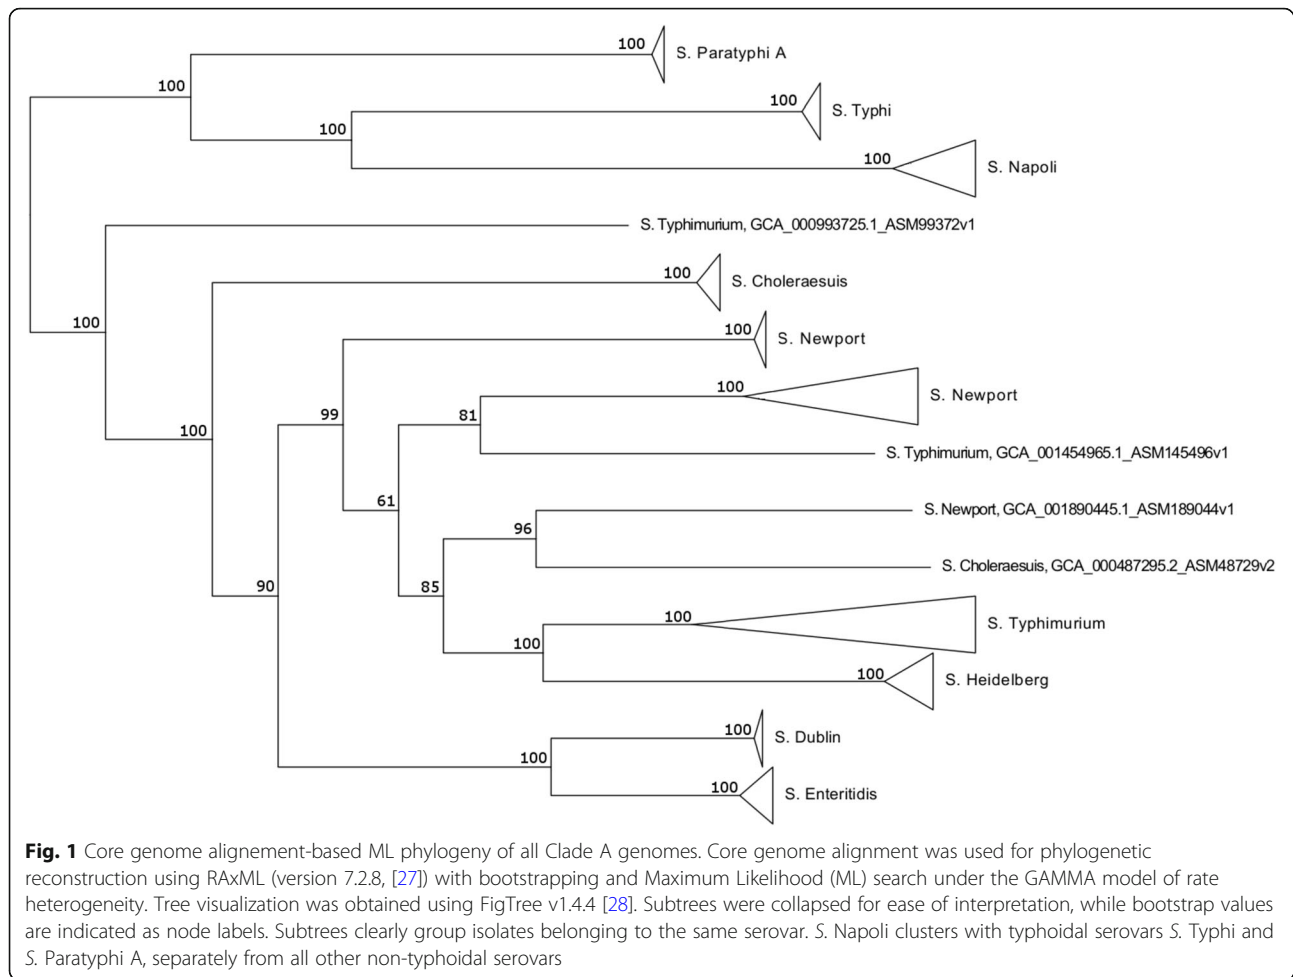 100
S. Paratyphi A
100
100
S. Typhi
100
100
S. Napoli
S. Typhimurium, GCA_000993725.1_ASM99372v1
100
S. Choleraesuis
100
100
S. Newport
100
S. Newport
99
81
100
S. Typhimurium, GCA_001454965.1_ASM145496v1
61
S. Newport, GCA_001890445.1_ASM189044v1
96
S. Choleraesuis, GCA_000487295.2_ASM48729v2
90
85
100
S. Typhimurium
100
100
S. Heidelberg
100
S. Dublin
100
100
S. Enteritidis
Fig. 1 Core genome alignement-based ML phylogeny of all Clade A genomes. Core genome alignment was used for phylogenetic
reconstruction using RAxML (version 7.2.8, [27]) with bootstrapping and Maximum Likelihood (ML) search under the GAMMA model of rate
heterogeneity. Tree visualization was obtained using FigTree v1.4.4 [28]. Subtrees were collapsed for ease of interpretation, while bootstrap values
are indicated as node labels. Subtrees clearly group isolates belonging to the same serovar. S. Napoli clusters with typhoidal serovars S. Typhi and
S. Paratyphi A, separately from all other non-typhoidal serovars